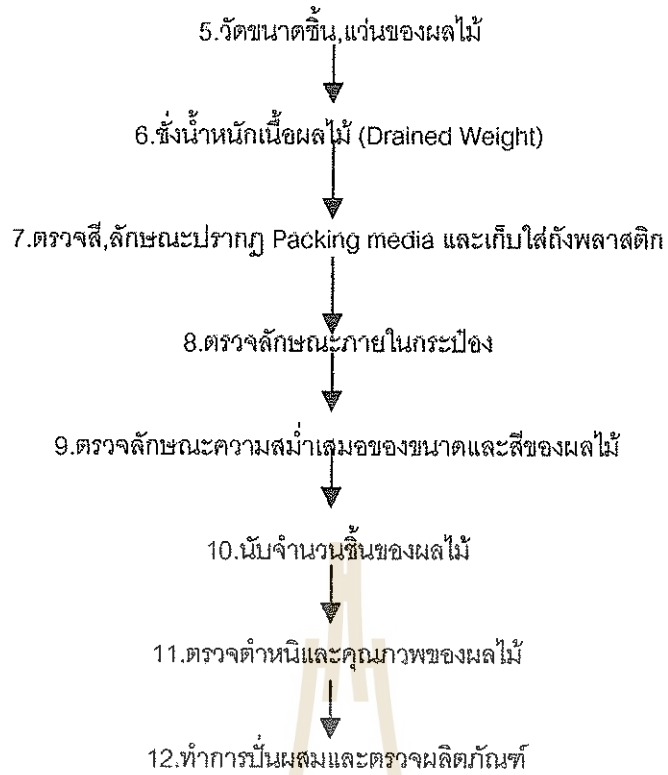 5.วัดขนาดชิ้น,แว่นของผลไม้
6.ชั่งน้ำหนักเนื้อผลไม้ (Drained Weight)
7.ตรวจสี,ลักษณะปรากฏ Packing media และเก็บใส่ถังพลาสติก
8.ตรวจลักษณะภายในกระป๋อง
9.ตรวจลักษณะความสม่ำเสมอของขนาดและสีของผลไม้
10.นับจำนวนชิ้นของผลไม้
11.ตรวจตำหนิและคุณภาพของผลไม้
12.ทำการปั่นผสมและตรวจผลิตภัณฑ์